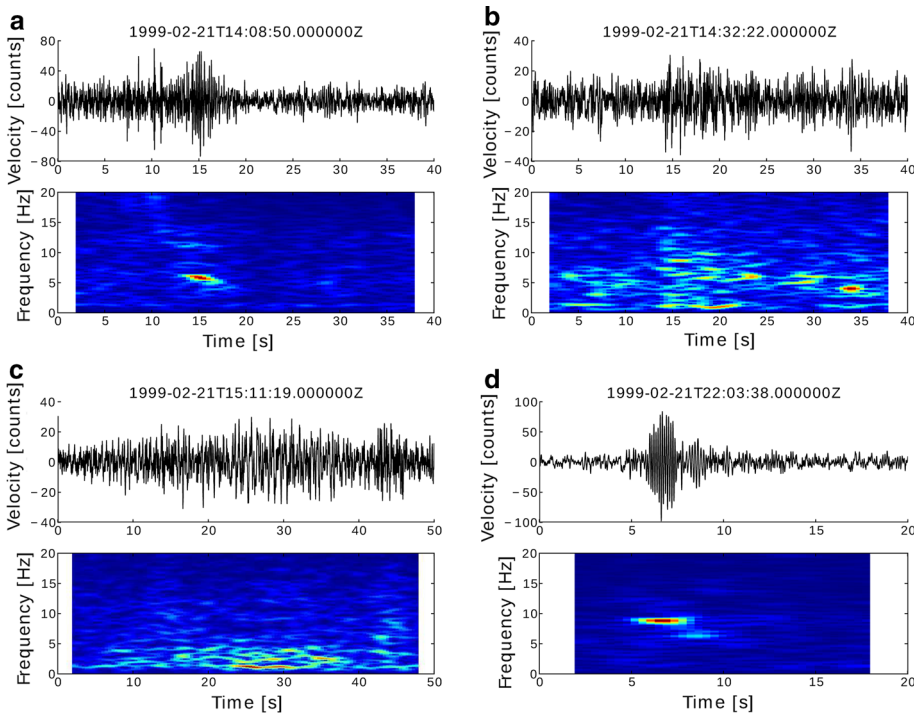 a
1999-02-21T14:08:50.000000Z
Velocity [counts]
80
40
0
−40
−80
0 5 10 15 20 25 30 35 40
Frequency [Hz]
20
15
10
5
0
0 5 10 15 20 25 30 35 40
Time [s]
b
1999-02-21T14:32:22.000000Z
Velocity [counts]
40
20
0
−20
−40
0 5 10 15 20 25 30 35 40
Frequency [Hz]
20
15
10
5
0
0 5 10 15 20 25 30 35 40
Time [s]
c
1999-02-21T15:11:19.000000Z
Velocity [counts]
40
20
0
−20
−40
0 10 20 30 40 50
Frequency [Hz]
20
15
10
5
0
0 10 20 30 40 50
Time [s]
d
1999-02-21T22:03:38.000000Z
Velocity [counts]
100
50
0
−50
−100
0 5 10 15 20
Frequency [Hz]
20
15
10
5
0
0 5 10 15 20
Time [s]